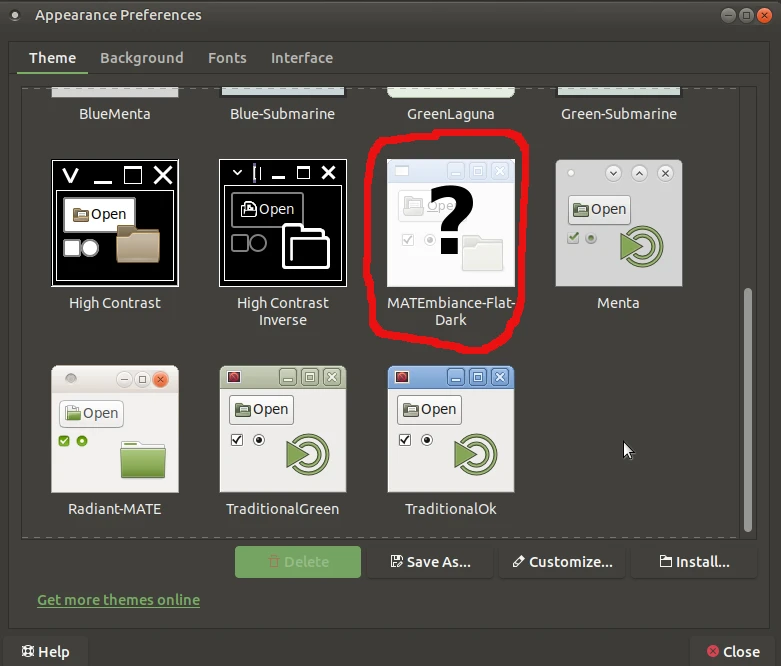 Appearance Preferences
Theme Background Fonts Interface
BlueMenta Blue-Submarine GreenLaguna Green-Submarine
Open Open Open Open
?
High Contrast High Contrast MATEmbiance-Flat- Menta
Inverse Dark
Open Open Open
Radiant-MATE TraditionalGreen TraditionalOk
Delete Save As... Customize... Install...
Get more themes online
Help Close